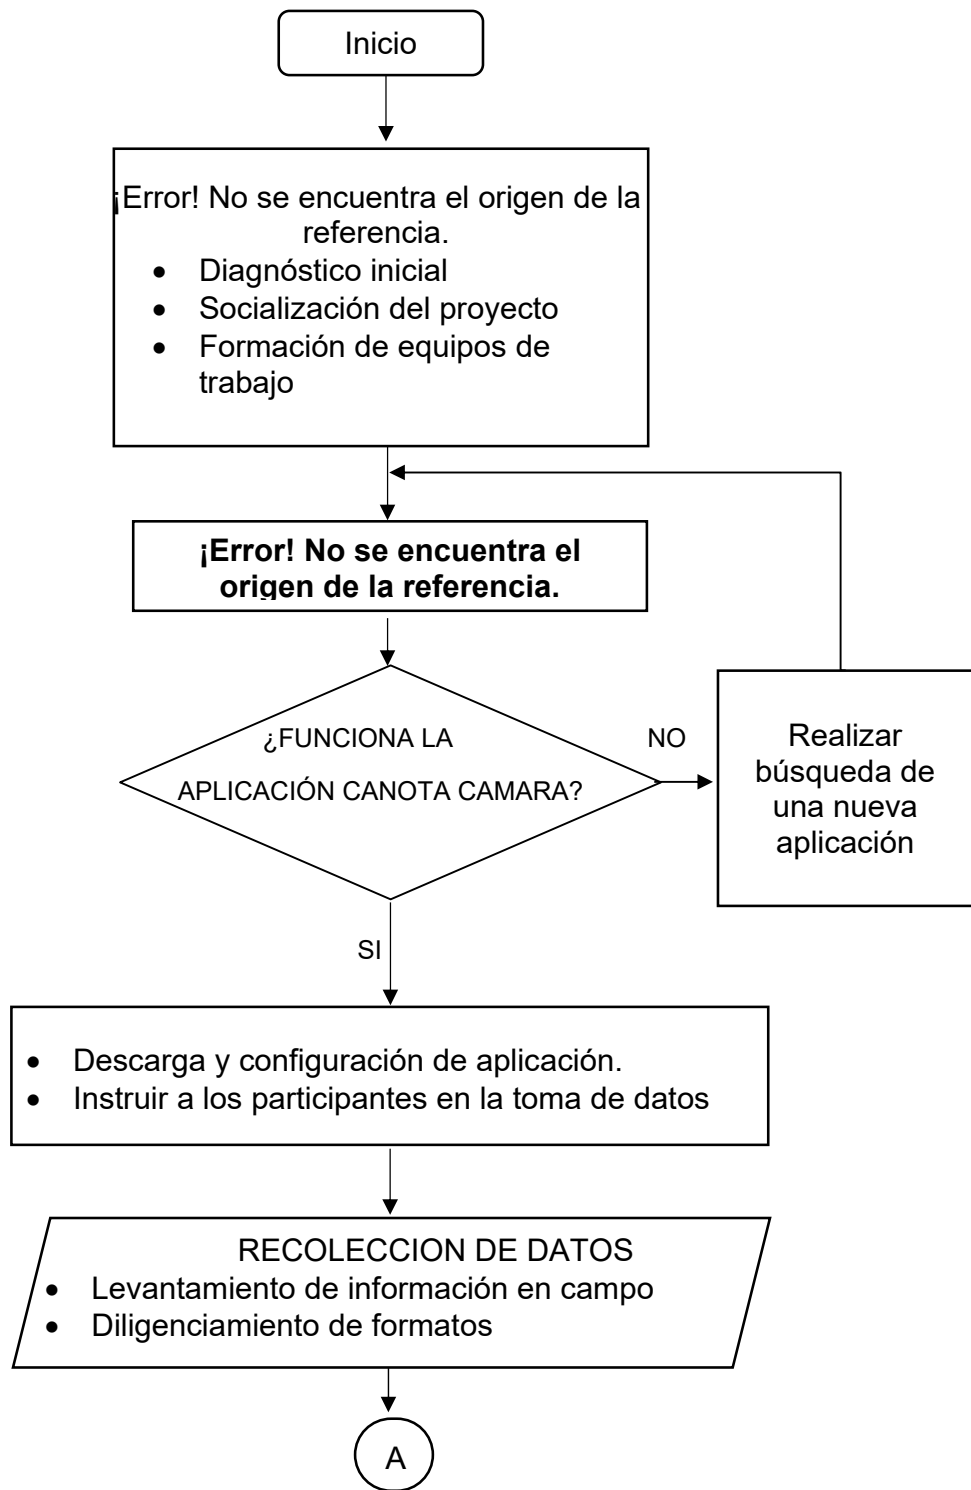 Inicio
¡Error! No se encuentra el origen de la
referencia.
• Diagnóstico inicial
• Socialización del proyecto
• Formación de equipos de
trabajo
¡Error! No se encuentra el
origen de la referencia.
¿FUNCIONA LA
APLICACIÓN CANOTA CAMARA?
NO
Realizar
búsqueda de
una nueva
aplicación
SI
• Descarga y configuración de aplicación.
• Instruir a los participantes en la toma de datos
RECOLECCION DE DATOS
• Levantamiento de información en campo
• Diligenciamiento de formatos
A